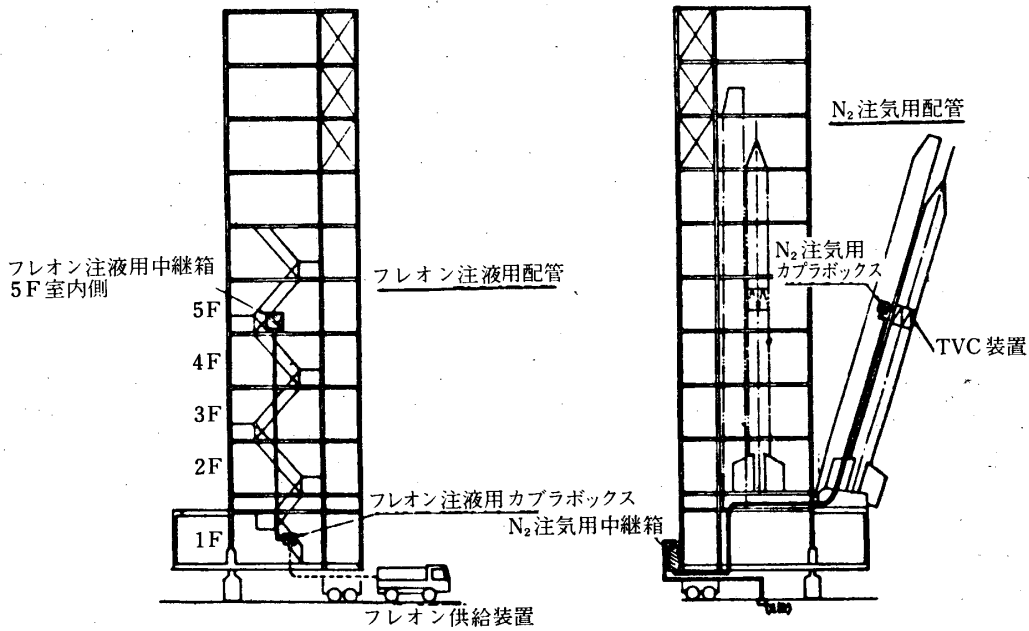 フレオン注液用中継箱
5F室内側
フレオン注液用配管
5F
4F
3F
2F
1F
フレオン注液用カプラボックス
フレオン供給装置
N₂注気用配管
N₂注気用
カプラボックス
TVC装置
N₂注気用中継箱